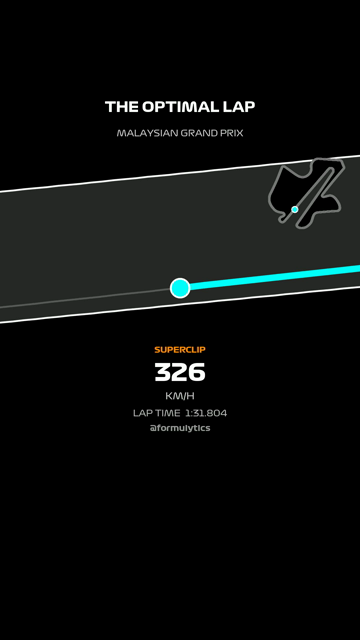 THE OPTIMAL LAP
MALAYSIAN GRAND PRIX
SUPERCLIP
326
KM/H
LAP TIME 1:31.804
@formulytics